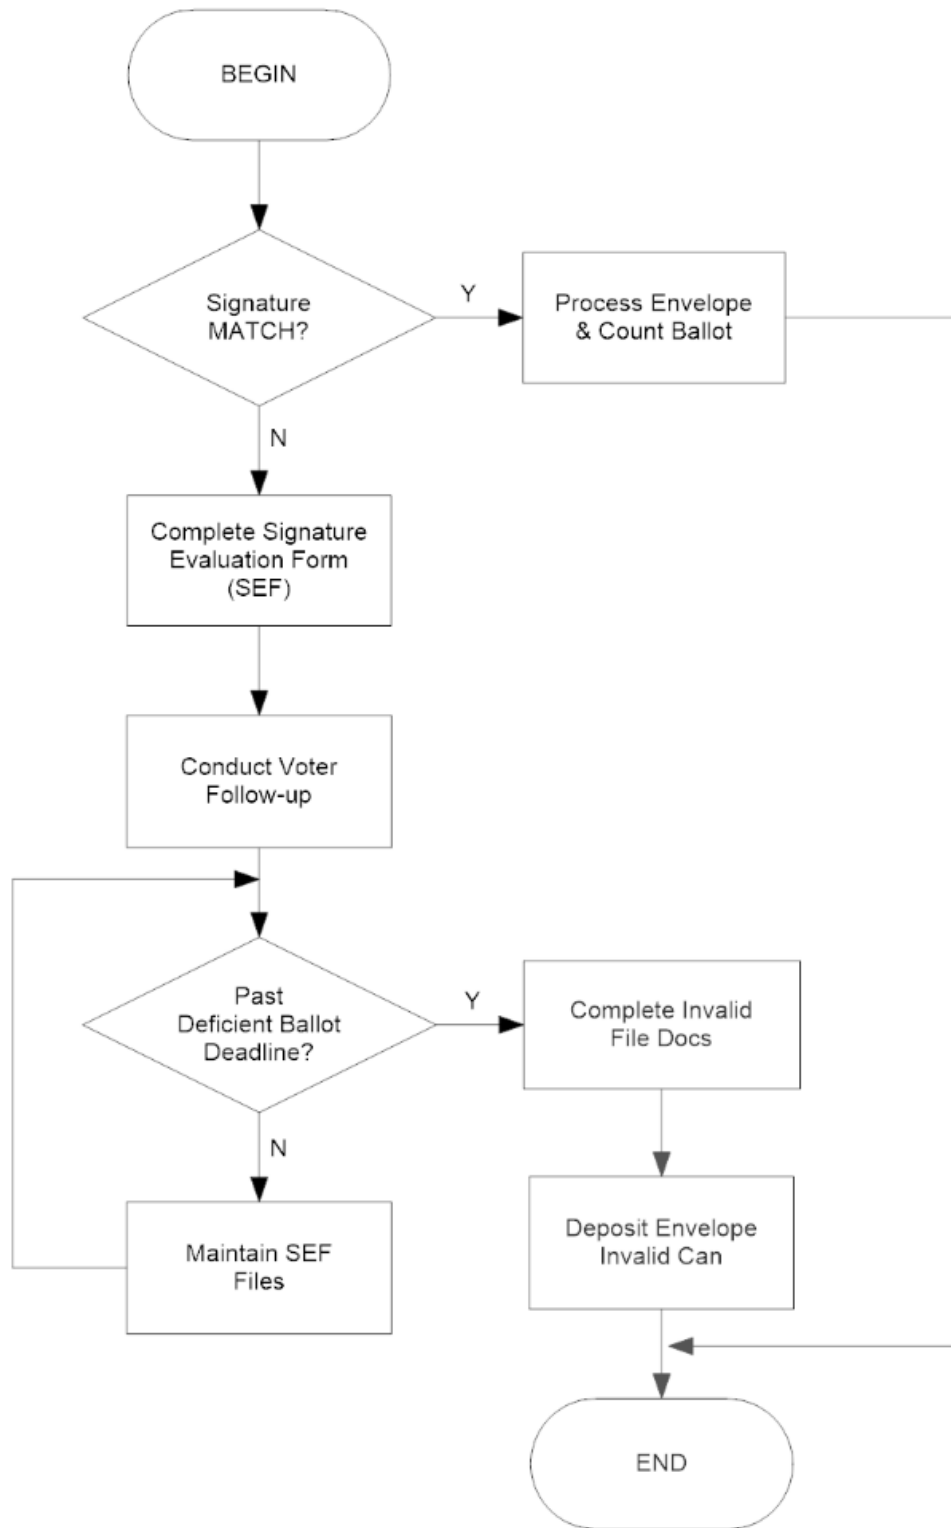 BEGIN
Signature
MATCH?
Y
Process Envelope
& Count Ballot
N
Complete Signature
Evaluation Form
(SEF)
Conduct Voter
Follow-up
Past
Deficient Ballot
Deadline?
Y
Complete Invalid
File Docs
N
Maintain SEF
Files
Deposit Envelope
Invalid Can
END